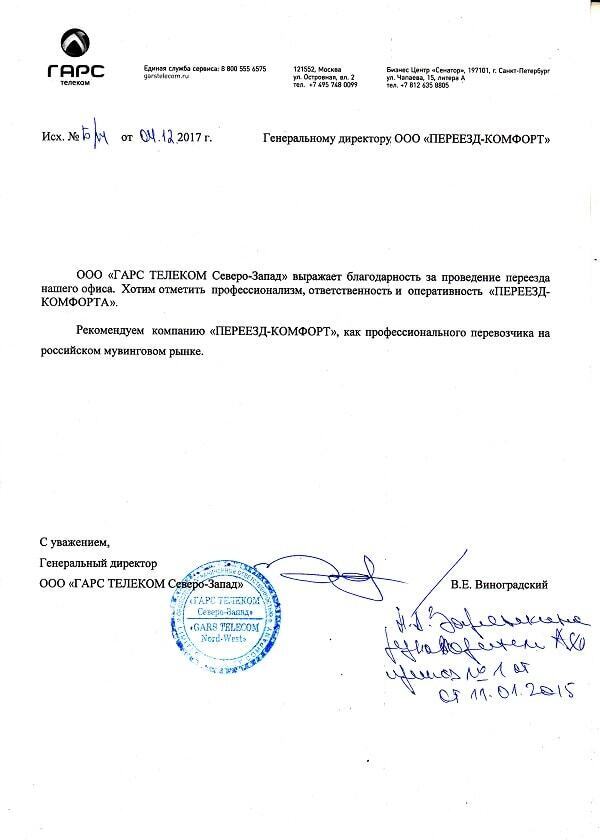 ГАРС
ТЕЛЕКОМ
Единая служба сервиса: 8 800 555 6575
garstelecom.ru
121552, Москва
ул. Островная, вл. 2
тел. +7 495 748 0099
Бизнес Центр «Сенатор», 197101, г. Санкт-Петербург
ул. Чапаева, 15, литера А
тел. +7 812 635 8805
Исх. № Б/н от 04.12.2017 г.
Генеральному директору ООО «ПЕРЕЕЗД-КОМФОРТ»
ООО «ГАРС ТЕЛЕКОМ Северо-Запад» выражает благодарность за проведение переезда
нашего офиса. Хотим отметить профессионализм, ответственность и оперативность «ПЕРЕЕЗД-
КОМФОРТА».
Рекомендуем компанию «ПЕРЕЕЗД-КОМФОРТ», как профессионального перевозчика на
российском мувинговом рынке.
С уважением,
Генеральный директор
ООО «ГАРС ТЕЛЕКОМ Северо-Запад»
В.Е. Виноградский
«ГАРС ТЕЛЕКОМ
Северо-Запад»
«GARS TELECOM
Nord-West»
руководитель АХО
приказ № 1 от
от 11.01.2015